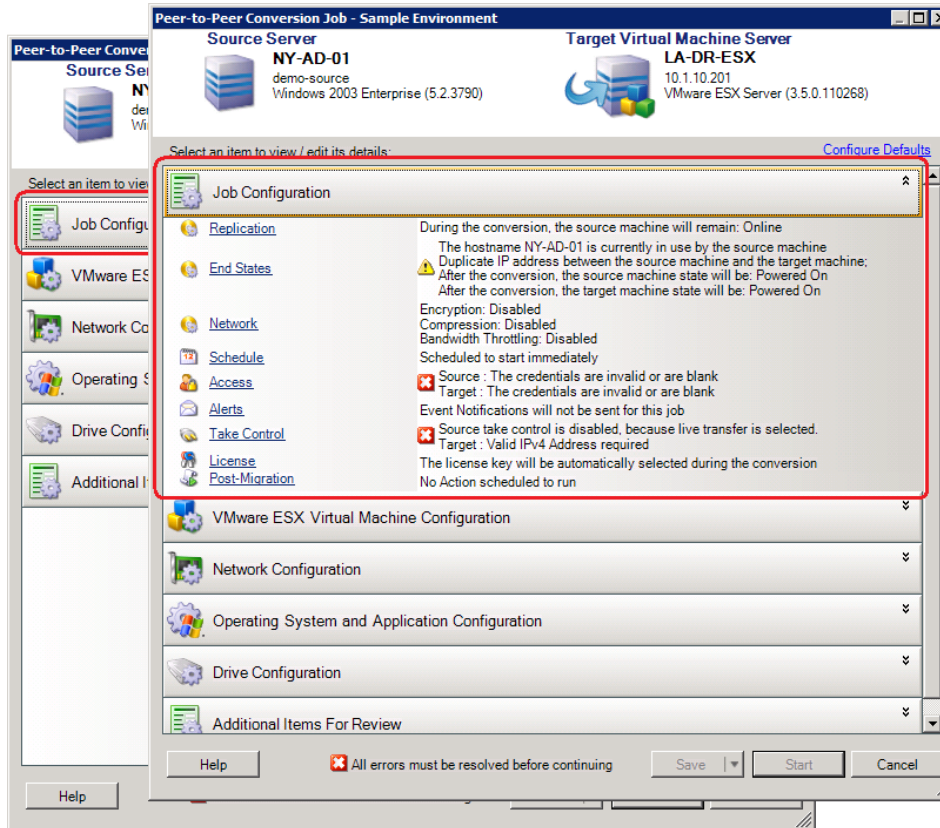 Peer-to-Peer Conversion Job - Sample Environment
Source Server
NY-AD-01
demo-source
Windows 2003 Enterprise (5.2.3790)
Target Virtual Machine Server
LA-DR-ESX
10.1.10.201
VMware ESX Server (3.5.0.110268)
Select an item to view / edit its details:
Configure Defaults
Job Configuration
Replication
During the conversion, the source machine will remain: Online
End States
The hostname NY-AD-01 is currently in use by the source machine
Duplicate IP address between the source machine and the target machine;
After the conversion, the source machine state will be: Powered On
After the conversion, the target machine state will be: Powered On
Network
Encryption: Disabled
Compression: Disabled
Bandwidth Throttling: Disabled
Schedule
12
Scheduled to start immediately
Access
Source : The credentials are invalid or are blank
Target : The credentials are invalid or are blank
Alerts
Event Notifications will not be sent for this job
Take Control
Source take control is disabled, because live transfer is selected.
Target : Valid IPv4 Address required
License
The license key will be automatically selected during the conversion
Post-Migration
No Action scheduled to run
VMware ESX Virtual Machine Configuration
Network Configuration
Operating System and Application Configuration
Drive Configuration
Additional Items For Review
Help
All errors must be resolved before continuing
Save
Start
Cancel
Peer-to-Peer Conve
Source Se
Select an item to view
Job Configu
VMware ES
Network Co
Operating S
Drive Config
Additional I
Help